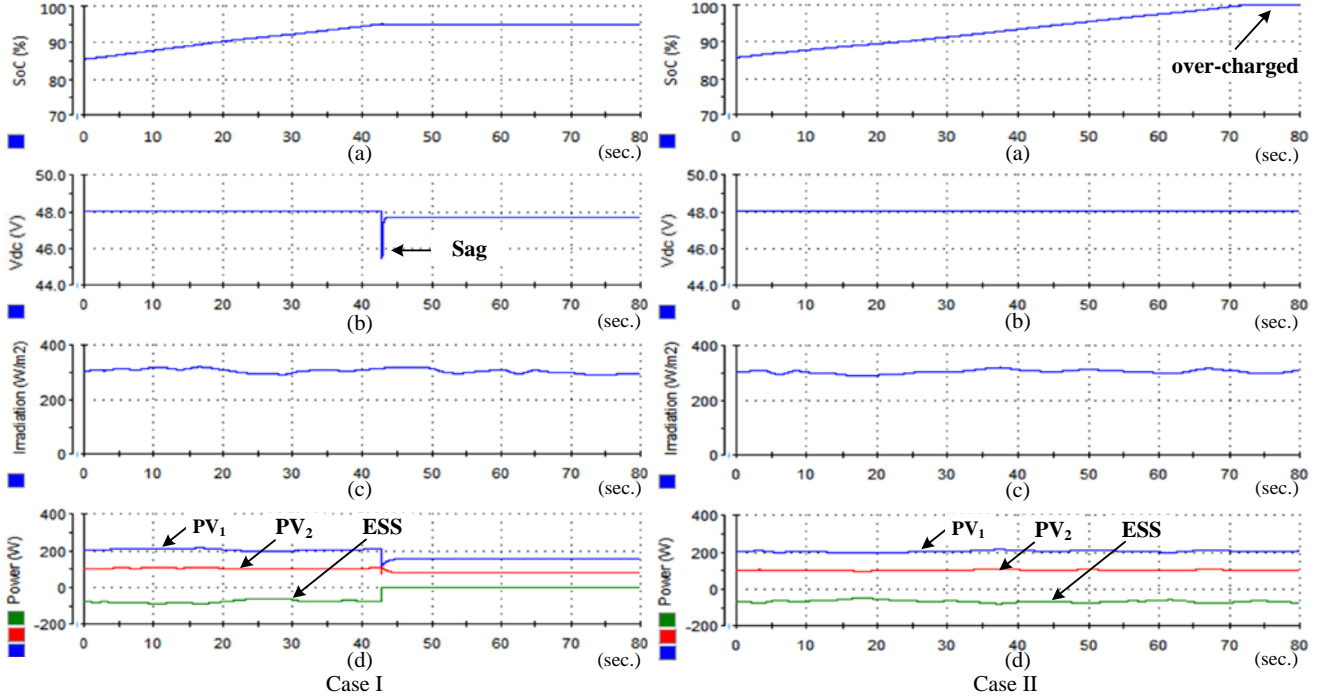 100
90
80
70
SoC (%)
0 10 20 30 40 50 60 70 80
(a) (sec.)
50.0
48.0
46.0
44.0
Vdc (V)
Sag
0 10 20 30 40 50 60 70 80
(b) (sec.)
400
200
0
Irradiation (W/m2)
0 10 20 30 40 50 60 70 80
(c) (sec.)
400
200
0
-200
Power (W)
PV₁ PV₂ ESS
0 10 20 30 40 50 60 70 80
(d) (sec.)
Case I
100
90
80
70
SoC (%)
over-charged
0 10 20 30 40 50 60 70 80
(a) (sec.)
50.0
48.0
46.0
44.0
Vdc (V)
0 10 20 30 40 50 60 70 80
(b) (sec.)
400
200
0
Irradiation (W/m2)
0 10 20 30 40 50 60 70 80
(c) (sec.)
400
200
0
-200
Power (W)
PV₁ PV₂ ESS
0 10 20 30 40 50 60 70 80
(d) (sec.)
Case II